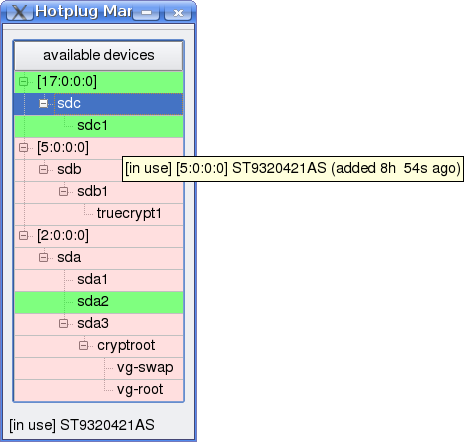 Hotplug Mar
available devices
[17:0:0:0]
sdc
sdc1
[5:0:0:0]
[in use] [5:0:0:0] ST9320421AS (added 8h 54s ago)
sdb
sdb1
truecrypt1
[2:0:0:0]
sda
sda1
sda2
sda3
cryptroot
vg-swap
vg-root
[in use] ST9320421AS